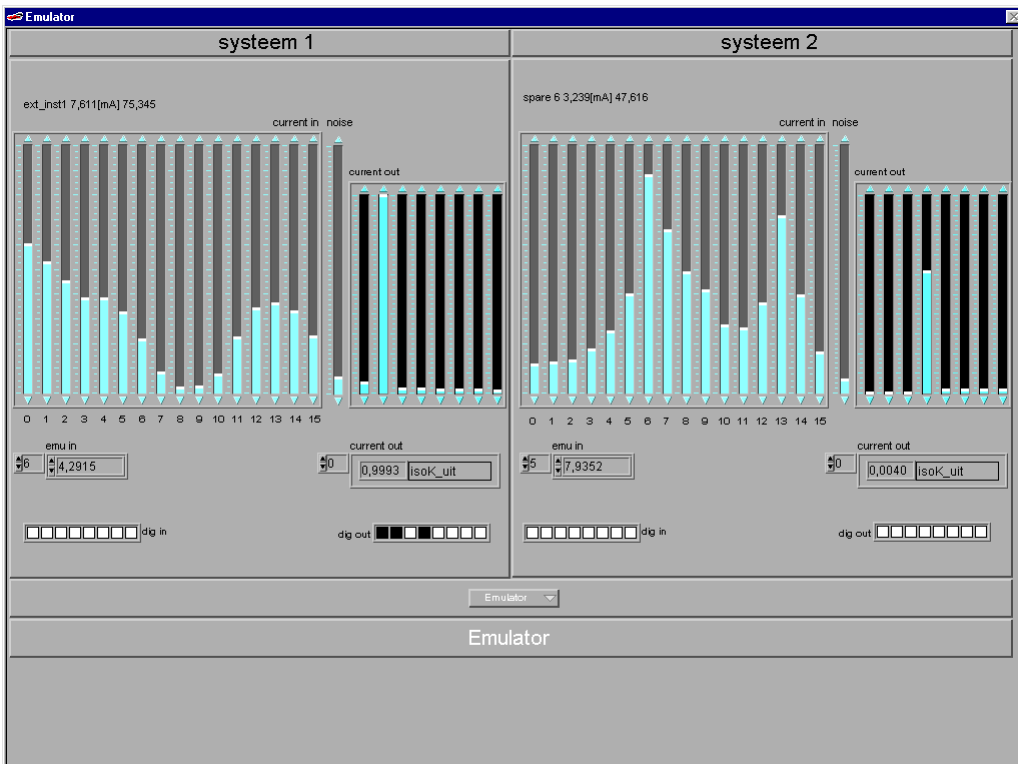 Emulator
systeem 1
systeem 2
ext_inst1 7,611[mA] 75,345
current in noise
current out
0 1 2 3 4 5 6 7 8 9 10 11 12 13 14 15
emu in
6
4,2915
current out
0
0,9993 isoK_uit
dig in
dig out
spare 6 3,239[mA] 47,616
current in noise
current out
0 1 2 3 4 5 6 7 8 9 10 11 12 13 14 15
emu in
5
7,9352
current out
0
0,0040 isoK_uit
dig in
dig out
Emulator
Emulator